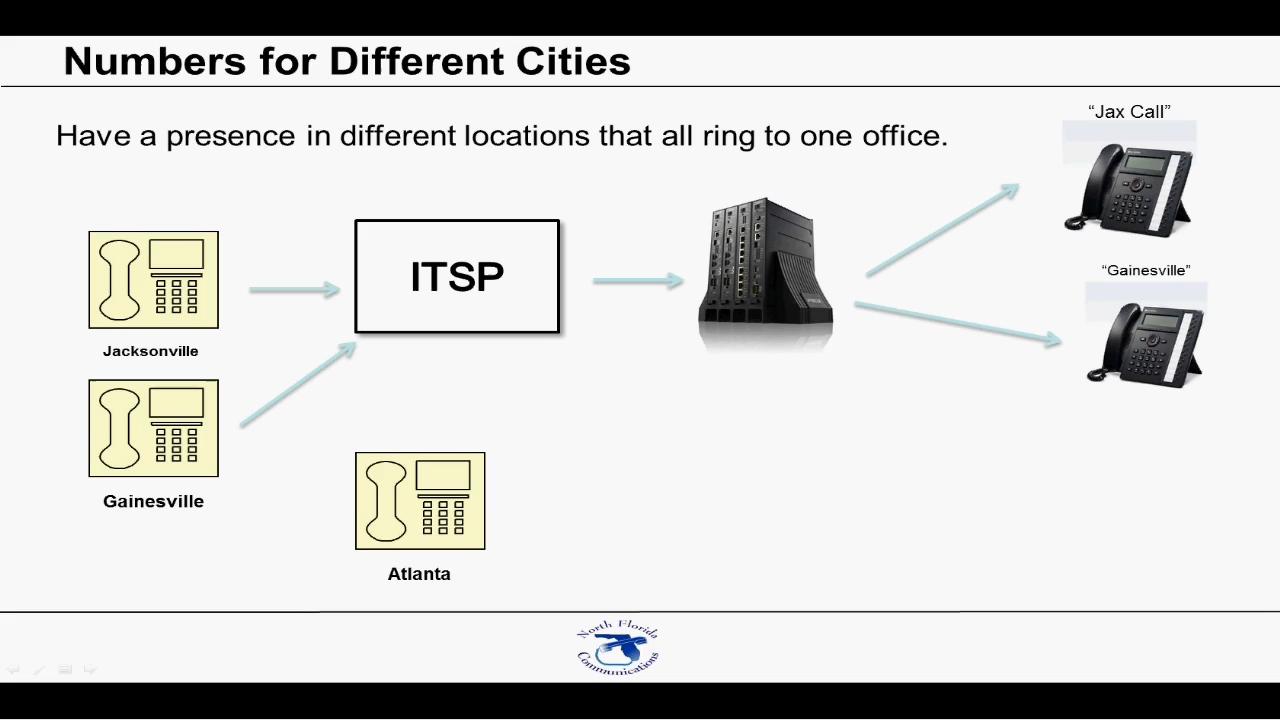 Numbers for Different Cities
Have a presence in different locations that all ring to one office.
“Jax Call”
ITSP
“Gainesville”
Jacksonville
Gainesville
Atlanta
North Florida
Communications